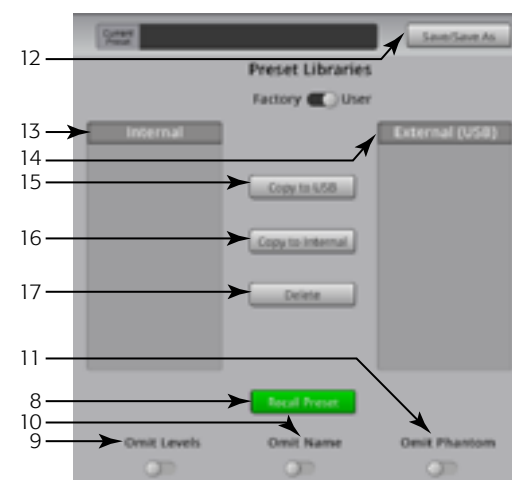 Current Preset
12 Save/Save As
Preset Libraries
Factory User
13 Internal External (USB)
14
15 Copy to USB
16 Copy to Internal
17 Delete
11
8 Recall Preset
10
9 Omit Levels Omit Name Omit Phantom